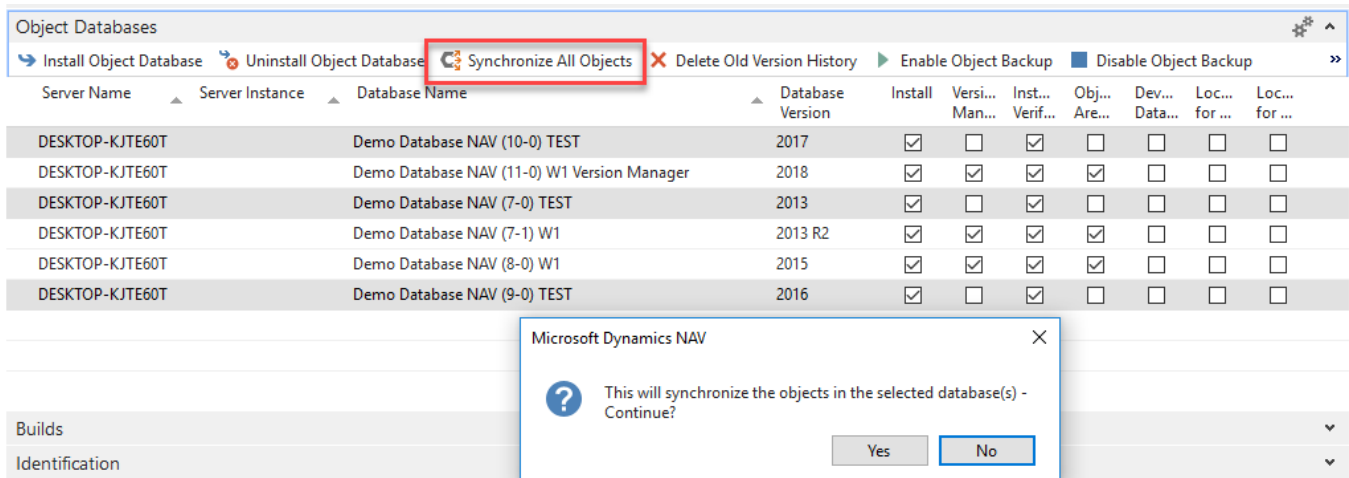 Object Databases
Install Object Database Uninstall Object Database Synchronize All Objects Delete Old Version History Enable Object Backup Disable Object Backup »
Server Name Server Instance Database Name Database Install Versi... Inst... Obj... Dev... Loc... Loc...
Version Man... Verif... Are... Data... for ... for ...
DESKTOP-KJTE60T Demo Database NAV (10-0) TEST 2017
DESKTOP-KJTE60T Demo Database NAV (11-0) W1 Version Manager 2018
DESKTOP-KJTE60T Demo Database NAV (7-0) TEST 2013
DESKTOP-KJTE60T Demo Database NAV (7-1) W1 2013 R2
DESKTOP-KJTE60T Demo Database NAV (8-0) W1 2015
DESKTOP-KJTE60T Demo Database NAV (9-0) TEST 2016
Microsoft Dynamics NAV
This will synchronize the objects in the selected database(s) -
Continue?
Yes No
Builds
Identification